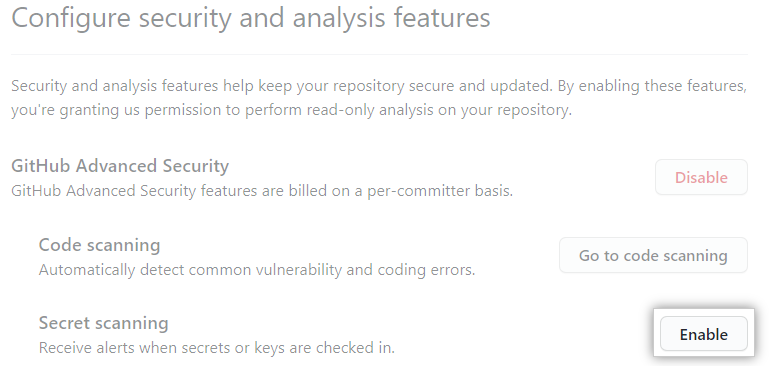 Configure security and analysis features
Security and analysis features help keep your repository secure and updated. By enabling these features,
you're granting us permission to perform read-only analysis on your repository.
GitHub Advanced Security
Disable
GitHub Advanced Security features are billed on a per-committer basis.
Code scanning
Go to code scanning
Automatically detect common vulnerability and coding errors.
Secret scanning
Enable
Receive alerts when secrets or keys are checked in.